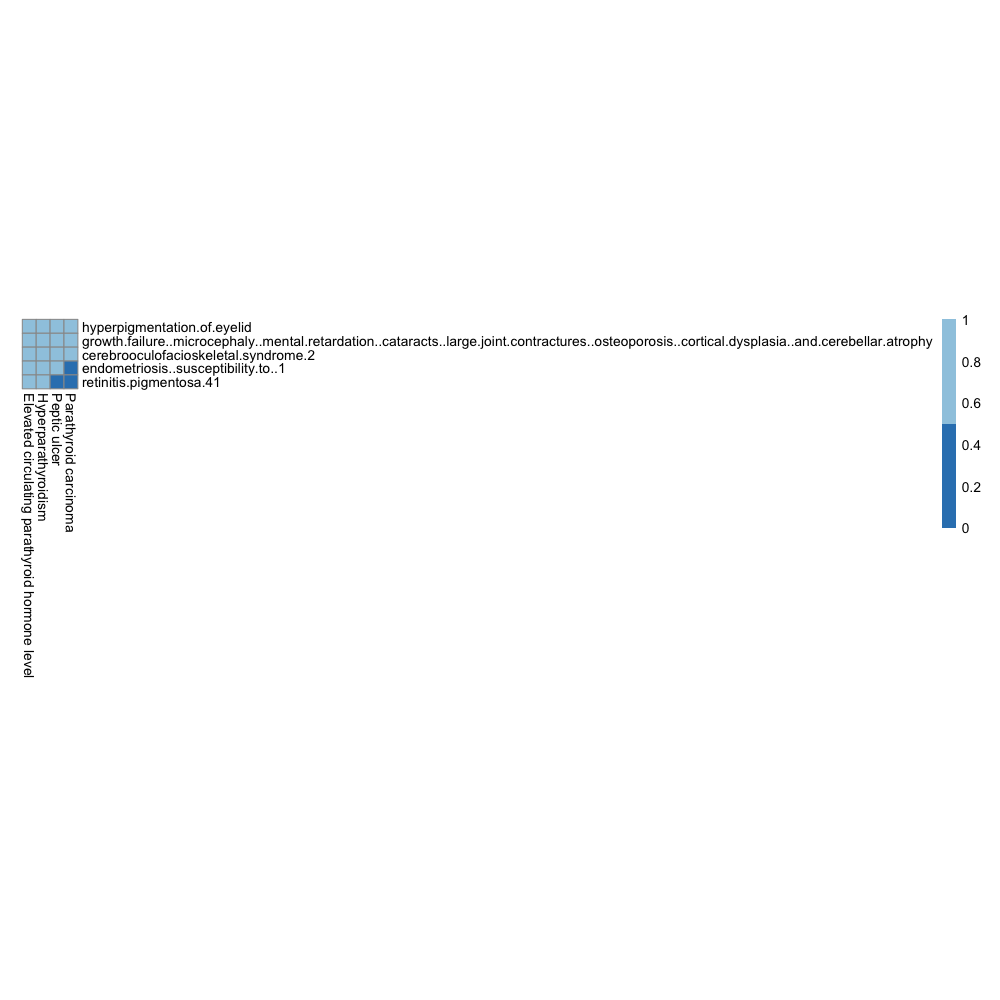 hyperpigmentation.of.eyelid
growth.failure..microcephaly..mental.retardation..cataracts..large.joint.contractures..osteoporosis..cortical.dysplasia..and.cerebellar.atrophy
cerebrooculofacioskeletal.syndrome.2
endometriosis..susceptibility.to..1
retinitis.pigmentosa.41
Elevated circulating parathyroid hormone level
Hyperparathyroidism
Peptic ulcer
Parathyroid carcinoma
1
0.8
0.6
0.4
0.2
0